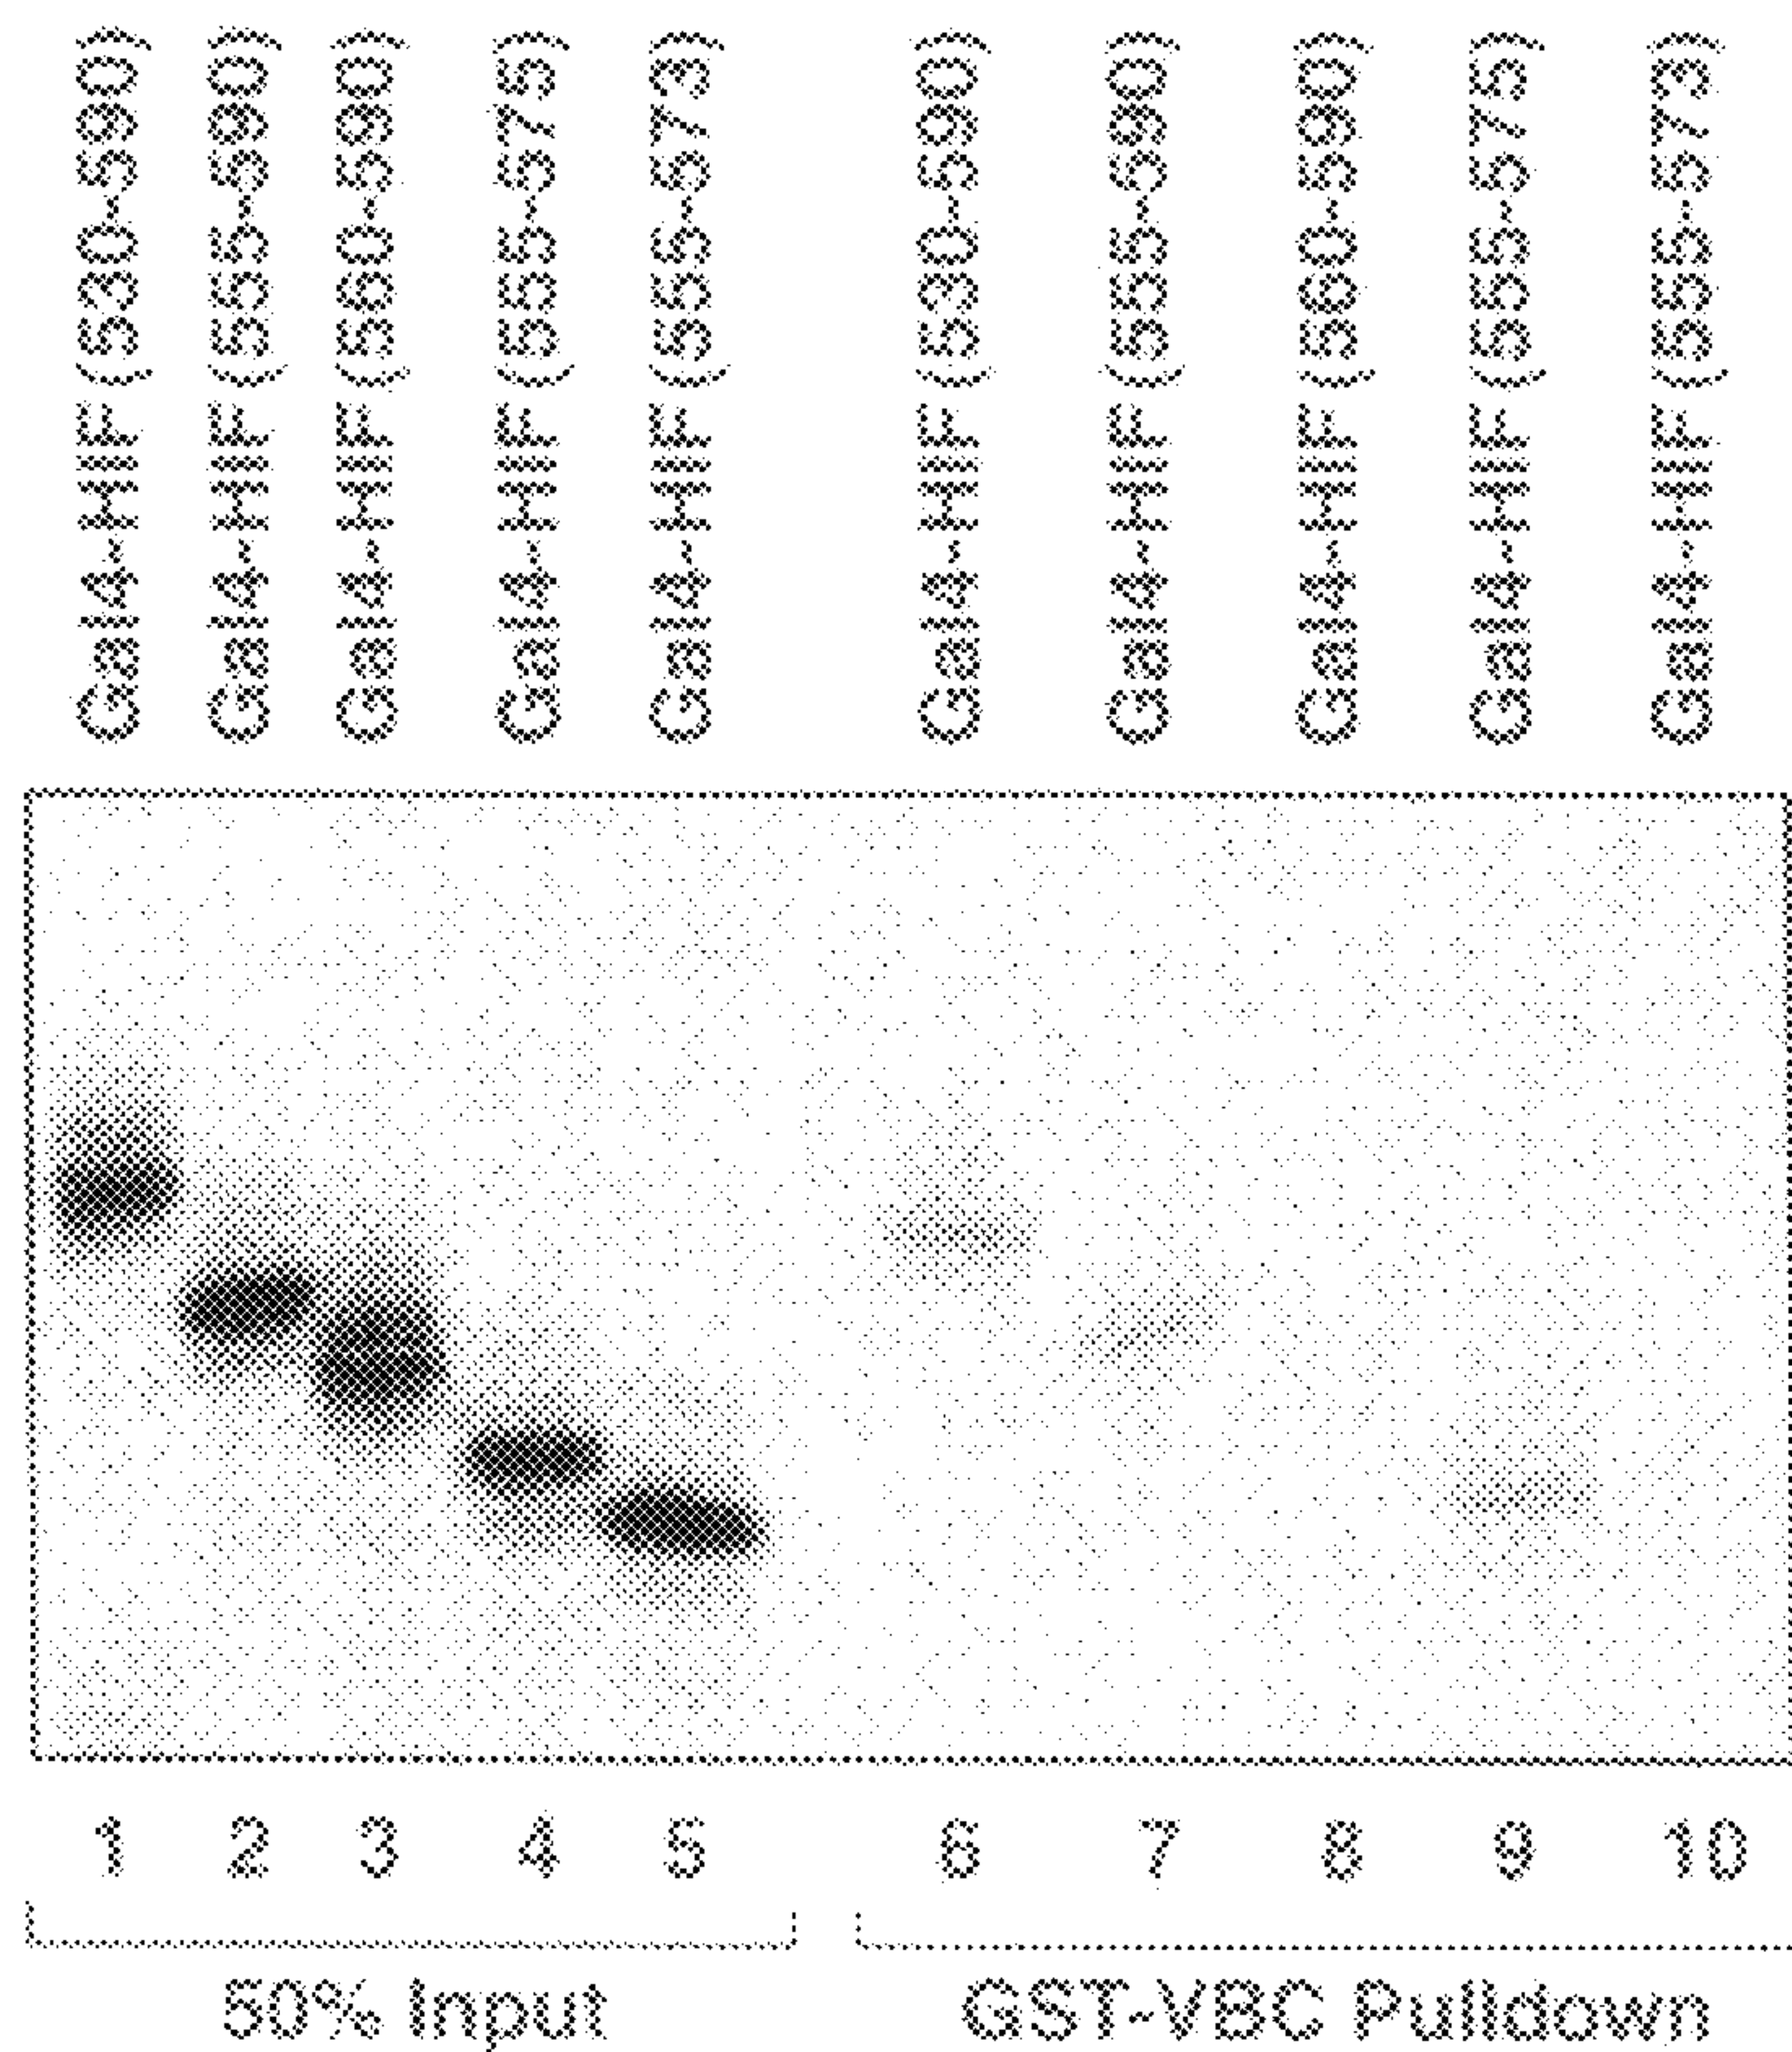 Gal4-HIF(530-590)
Gal4-HIF(555-590)
Gal4-HIF(560-590)
Gal4-HIF(555-575)
Gal4-HIF(555-573)
Gal4-HIF(530-590)
Gal4-HIF(555-590)
Gal4-HIF(560-590)
Gal4-HIF(555-575)
Gal4-HIF(555-573)
1 2 3 4 5 6 7 8 9 10
50% Input GST-VBC Pulldown